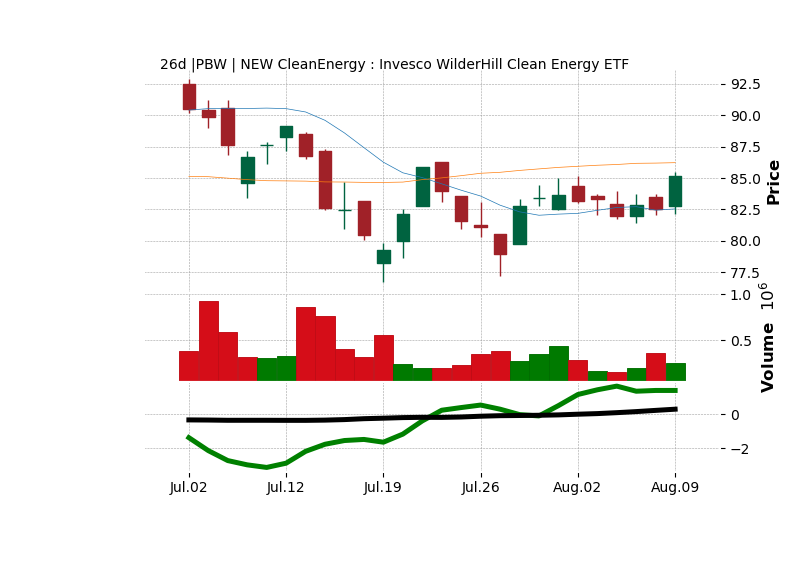 26d |PBW | NEW CleanEnergy : Invesco WilderHill Clean Energy ETF
92.5
90.0
87.5
85.0
82.5
80.0
77.5
Price
1.0
0.5
Volume 10^6
0
−2
Jul.02 Jul.12 Jul.19 Jul.26 Aug.02 Aug.09